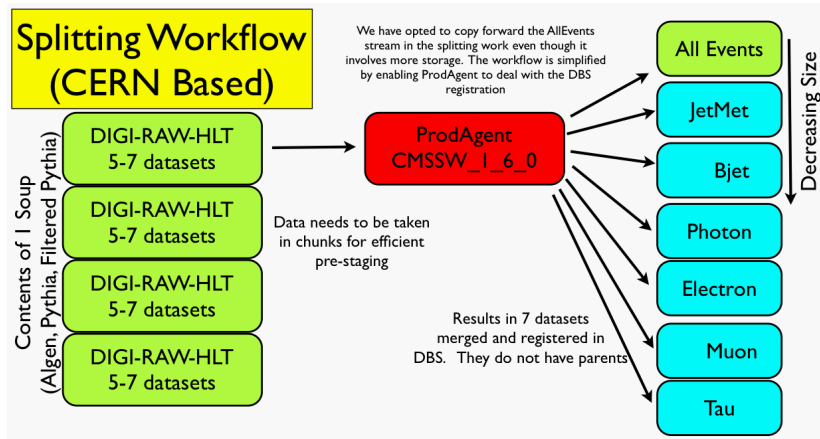 Splitting Workflow
(CERN Based)
We have opted to copy forward the AllEvents
stream in the splitting work even though it
involves more storage. The workflow is simplified
by enabling ProdAgent to deal with the DBS
registration
Contents of 1 Soup
(Algen, Pythia, Filtered Pythia)
DIGI-RAW-HLT
5-7 datasets
DIGI-RAW-HLT
5-7 datasets
DIGI-RAW-HLT
5-7 datasets
DIGI-RAW-HLT
5-7 datasets
ProdAgent
CMSSW_1_6_0
Data needs to be taken
in chunks for efficient
pre-staging
Results in 7 datasets
merged and registered in
DBS. They do not have parents
All Events
JetMet
Bjet
Photon
Electron
Muon
Tau
Decreasing Size